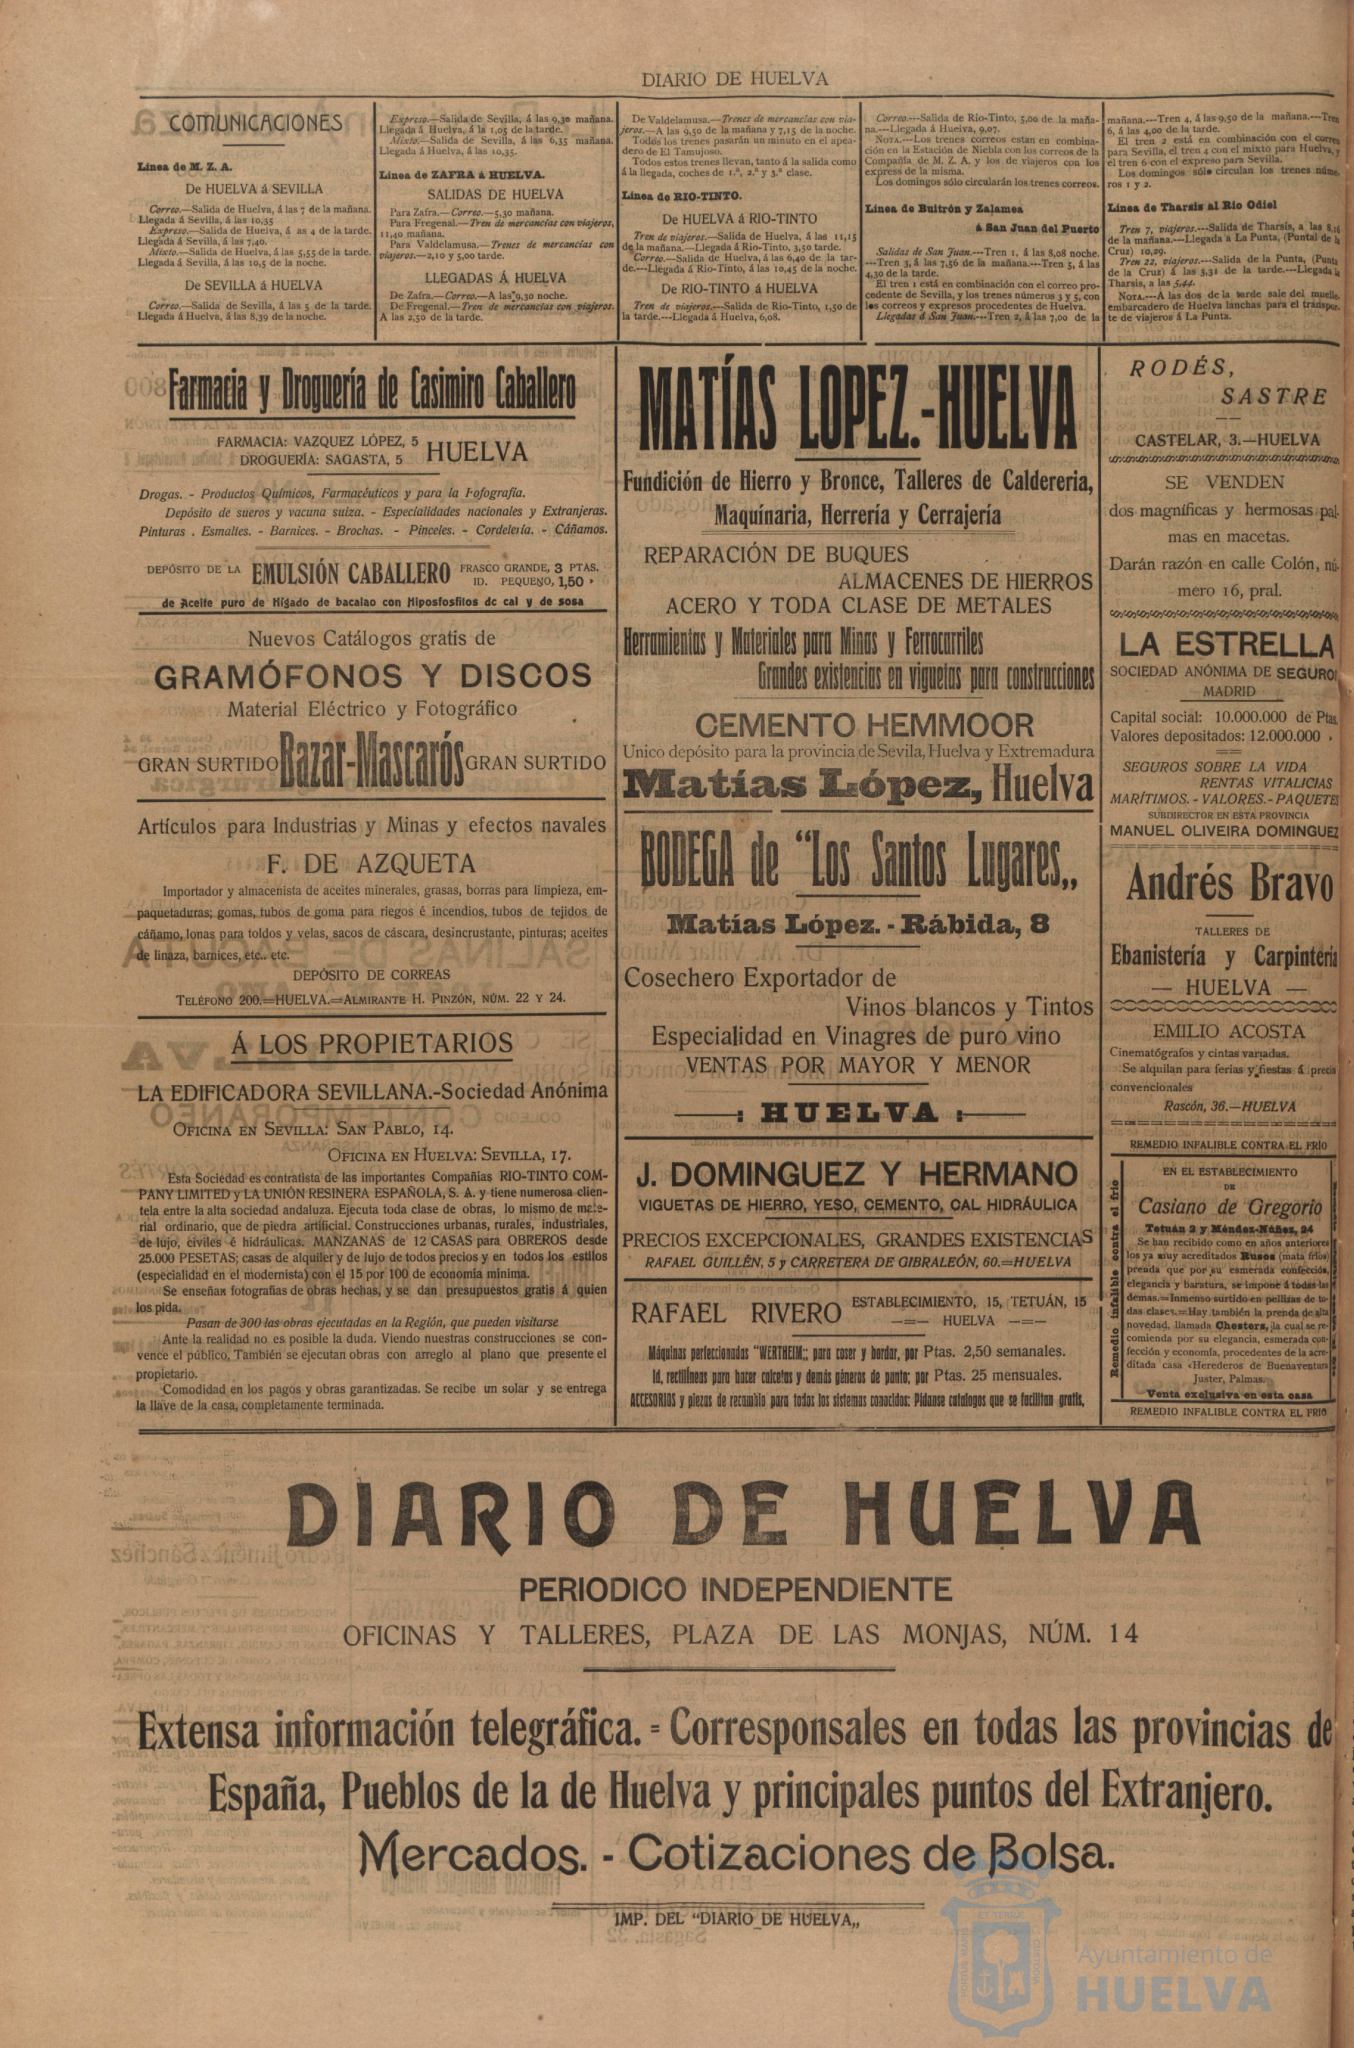 DIARIO DE HUELVA
COMUNICACIONES
Línea de M. Z. A.
De HUELVA á SEVILLA
Correo.—Salida de Huelva, á las 7 de la mañana.
Llegada á Sevilla, á las 10,35
Expreso.—Salida de Huelva, á as 4 de la tarde.
Llegada á Sevilla, á las 7,40.
Mixto.—Salida de Huelva, á las 5,55 de la tarde.
Llegada á Sevilla, á las 10,5 de la noche.
De SEVILLA á HUELVA
Correo.—Salida de Sevilla, á las 5 de la tarde.
Llegada á Huelva, á las 8,39 de la noche.
Expreso.—Salida de Sevilla, á las 9,30 mañana.
Llegada á Huelva, á la 1,05 de la tarde.
Mixto.—Salida de Sevilla, á las 6,35 mañana.
Llegada á Huelva, á las 10,35.
Línea de ZAFRA á HUELVA.
SALIDAS DE HUELVA
Para Zafra.—Correo.—5,30 mañana.
Para Fregenal.—Tren de mercancías con viajeros,
11,40 mañana.
Para Valdelamusa.—Trenes de mercancías con
viajeros.—2,10 y 5,00 tarde.
LLEGADAS Á HUELVA
De Zafra.—Correo.—A las 9,30 noche.
De Fregenal.—Tren de mercancías con viajeros.
A las 2,50 de la tarde.
De Valdelamusa.—Trenes de mercancías con via-
jeros.—A las 9,50 de la mañana y 7,15 de la noche.
Todos los trenes pasarán un minuto en el apea-
dero de El Tamujoso.
Todos estos trenes llevan, tanto á la salida como
á la llegada, coches de 1.ª, 2.ª y 3.ª clase.
Línea de RIO-TINTO.
De HUELVA á RIO-TINTO
Tren de viajeros.—Salida de Huelva, á las 11,15
de la mañana.—Llegada á Rio-Tinto, 3,50 tarde.
Correo.—Salida de Huelva, á las 6,40 de la tar-
de.—Llegada á Rio-Tinto, á las 10,45 de la noche.
De RIO-TINTO á HUELVA
Tren de viajeros.—Salida de Rio-Tinto, 1,50 de
la tarde.—Llegada á Huelva, 6,08.
Correo.—Salida de Rio-Tinto, 5,00 de la maña-
na.—Llegada á Huelva, 9,07.
NOTA.—Los trenes correos estan en combina-
ción en la Estación de Niebla con los correos de la
Compañía de M. Z. A. y los de viajeros con los
express de la misma.
Los domingos sólo circularán los trenes correos.
Línea de Buitrón y Zalamea
á San Juan del Puerto
Salidas de San Juan.—Tren 1, á las 8,08 noche.
—Tren 3, á las 7,56 de la mañana.—Tren 5, á las
4,30 de la tarde.
El tren 1 está en combinación con el correo pro-
cedente de Sevilla, y los trenes números 3 y 5, con
los correos y expresos procedentes de Huelva.
Llegadas á San Juan.—Tren 2, á las 7,00 de la
mañana.—Tren 4, á las 9,50 de la mañana.—Tren
6, á las 4,00 de la tarde.
El tren 2 está en combinación con el correo
para Sevilla, el tren 4 con el mixto para Huelva, y
el tren 6 con el expreso para Sevilla.
Los domingos sólo circulan los trenes núme-
ros 1 y 2.
Línea de Tharsis al Río Odiel
Tren 7, viajeros.—Salida de Tharsis, a las 8,16
de la mañana.—Llegada a La Punta, (Puntal de la
Cruz) 10,29.
Tren 22, viajeros.—Salida de la Punta, (Punta
de la Cruz) á las 5,31 de la tarde.—Llegada á
Tharsis, a las 5,44.
NOTA.—A las dos de la tarde sale del muelle
embarcadero de Huelva lanchas para el transpor-
te de viajeros á La Punta.
Farmacia y Droguería de Casimiro Caballero
FARMACIA: VAZQUEZ LÓPEZ, 5
DROGUERÍA: SAGASTA, 5 HUELVA
Drogas. - Productos Químicos, Farmacéuticos y para la Fofografía.
Depósito de sueros y vacuna suiza. - Especialidades nacionales y Extranjeras.
Pinturas . Esmaltes. - Barnices. - Brochas. - Pinceles. - Cordelería. - Cáñamos.
DEPÓSITO DE LA EMULSIÓN CABALLERO FRASCO GRANDE, 3 PTAS.
ID. PEQUEÑO, 1,50 »
de Aceite puro de Hígado de bacalao con Hiposfosfitos de cal y de sosa
Nuevos Catálogos gratis de
GRAMÓFONOS Y DISCOS
Material Eléctrico y Fotográfico
GRAN SURTIDO Bazar-Mascarós GRAN SURTIDO
Artículos para Industrias y Minas y efectos navales
F. DE AZQUETA
Importador y almacenista de aceites minerales, grasas, borras para limpieza, em-
paquetaduras; gomas, tubos de goma para riegos é incendios, tubos de tejidos de
cáñamo, lonas para toldos y velas, sacos de cáscara, desincrustante, pinturas; aceites
de linaza, barnices, etc.. etc.
DEPÓSITO DE CORREAS
TELÉFONO 200.=HUELVA.=ALMIRANTE H. PINZÓN, NÚM. 22 Y 24.
Á LOS PROPIETARIOS
LA EDIFICADORA SEVILLANA.-Sociedad Anónima
OFICINA EN SEVILLA: SAN PABLO, 14.
OFICINA EN HUELVA: SEVILLA, 17.
Esta Sociedad es contratista de las importantes Compañías RIO-TINTO COM-
PANY LIMITED y LA UNIÓN RESINERA ESPAÑOLA, S. A. y tiene numerosa clien-
tela entre la alta sociedad andaluza. Ejecuta toda clase de obras, lo mismo de mate-
rial ordinario, que de piedra artificial. Construcciones urbanas, rurales, industriales,
de lujo, civiles é hidráulicas. MANZANAS DE 12 CASAS para OBREROS desde
25.000 PESETAS; casas de alquiler y de lujo de todos precios y en todos los estilos
(especialidad en el modernista) con el 15 por 100 de economía mínima.
Se enseñan fotografías de obras hechas, y se dan presupuestos gratis á quien
los pida.
Pasan de 300 las obras ejecutadas en la Región, que pueden visitarse
Ante la realidad no es posible la duda. Viendo nuestras construcciones se con-
vence el público. También se ejecutan obras con arreglo al plano que presente el
propietario.
Comodidad en los pagos y obras garantizadas. Se recibe un solar y se entrega
la llave de la casa, completamente terminada.
MATÍAS LOPEZ.-HUELVA
Fundición de Hierro y Bronce, Talleres de Caldereria,
Maquinaria, Herrería y Cerrajería
REPARACIÓN DE BUQUES
ALMACENES DE HIERROS
ACERO Y TODA CLASE DE METALES
Herramientas y Materiales para Minas y Ferrocarriles
Grandes existencias en viguetas para construcciones
CEMENTO HEMMOOR
Unico depósito para la provincia de Sevila, Huelva y Extremadura
Matías López, Huelva
BODEGA de "Los Santos Lugares„
Matías López. - Rábida, 8
Cosechero Exportador de
Vinos blancos y Tintos
Especialidad en Vinagres de puro vino
VENTAS POR MAYOR Y MENOR
: HUELVA :
J. DOMINGUEZ Y HERMANO
VIGUETAS DE HIERRO, YESO, CEMENTO, CAL HIDRÁULICA
PRECIOS EXCEPCIONALES, GRANDES EXISTENCIAS
RAFAEL GUILLÉN, 5 y CARRETERA DE GIBRALEÓN, 60.=HUELVA
RAFAEL RIVERO ESTABLECIMIENTO, 15, TETUÁN, 15
—=— HUELVA —=—
Máquinas perfeccionadas "WERTHEIM„ para coser y bordar, por Ptas. 2,50 semanales.
Id, rectilíneas para hacer calcetas y demás géneros de punto; por Ptas. 25 mensuales.
ACCESORIOS y piezas de recambio para todos los sistemas conocidos: Pídanse catálogos que se facilitan gratis.
RODÉS,
SASTRE
CASTELAR, 3.—HUELVA
SE VENDEN
dos magníficas y hermosas pal-
mas en macetas.
Darán razón en calle Colón, nú-
mero 16, pral.
LA ESTRELLA
SOCIEDAD ANÓNIMA DE SEGURO
MADRID
Capital social: 10.000.000 de Ptas.
Valores depositados: 12.000.000 »
SEGUROS SOBRE LA VIDA
RENTAS VITALICIAS
MARÍTIMOS. - VALORES. - PAQUETE
SUBDIRECTOR EN ESTA PROVINCIA
MANUEL OLIVEIRA DOMINGUEZ
Andrés Bravo
TALLERES DE
Ebanistería y Carpintería
— HUELVA —
EMILIO ACOSTA
Cinematógrafos y cintas variadas.
Se alquilan para ferias y fiestas á precio
convencionales
Rascón, 36.—HUELVA
REMEDIO INFALIBLE CONTRA EL FRÍO
Remedio infalible contra el frío
EN EL ESTABLECIMIENTO
DE
Casiano de Gregorio
Tetuán 2 y Méndez-Núñez, 24
Se han recibido como en años anteriores
los ya muy acreditados Rusos (mata fríos)
prenda que por su esmerada confección,
elegancia y baratura, se impone á todas las
demas.=Inmenso surtido en pellizas de to-
das clases.=Hay también la prenda de alta
novedad, llamada Chesters, la cual se re-
comienda por su elegancia, esmerada con-
fección y economía, procedentes de la acre-
ditada casa «Herederos de Buenaventura
Juster, Palmas.
Venta exclusiva en esta casa
REMEDIO INFALIBLE CONTRA EL FRIO
DIARIO DE HUELVA
PERIODICO INDEPENDIENTE
OFICINAS Y TALLERES, PLAZA DE LAS MONJAS, NÚM. 14
Extensa información telegráfica. = Corresponsales en todas las provincias de
España, Pueblos de la de Huelva y principales puntos del Extranjero.
Mercados. - Cotizaciones de Bolsa.
IMP. DEL "DIARIO DE HUELVA„
Ayuntamiento de
HUELVA